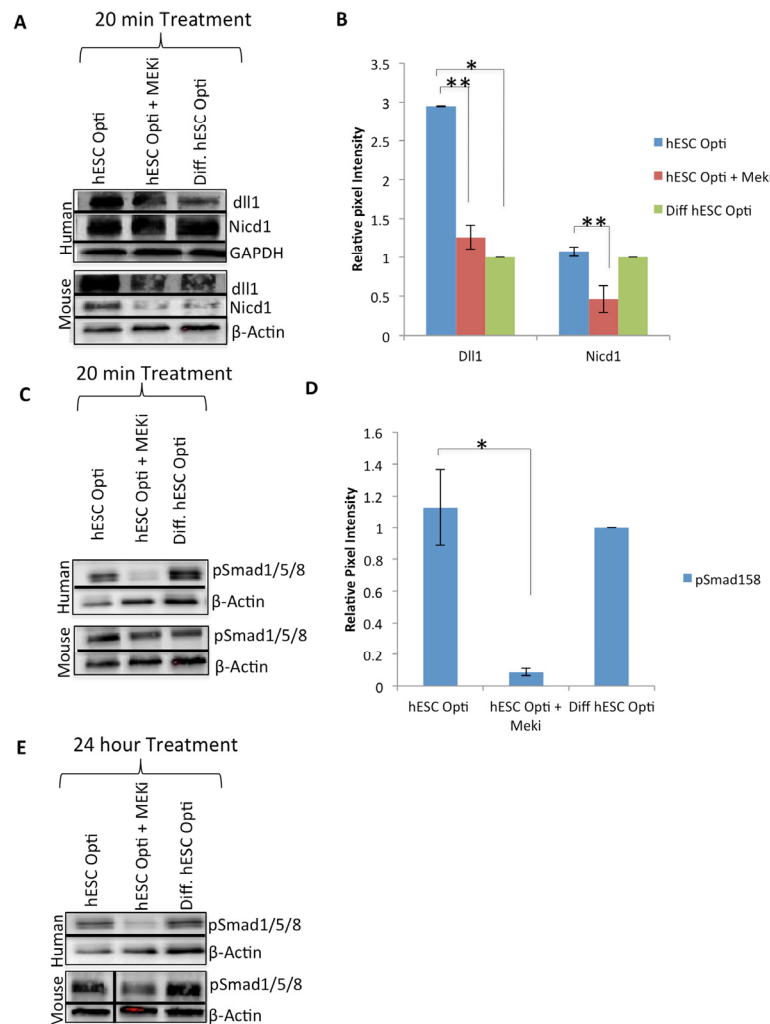 A
20 min Treatment
hESC Opti
hESC Opti + MEKi
Diff. hESC Opti
Human
dll1
Nicd1
GAPDH
Mouse
dll1
Nicd1
β-Actin
B
Relative pixel Intensity
3.5
3
2.5
2
1.5
1
0.5
0
*
**
**
Dll1
Nicd1
hESC Opti
hESC Opti + Mek
Diff hESC Opti
C
20 min Treatment
hESC Opti
hESC Opti + MEKi
Diff. hESC Opti
Human
pSmad1/5/8
β-Actin
Mouse
pSmad1/5/8
β-Actin
D
Relative Pixel Intensity
1.6
1.4
1.2
1
0.8
0.6
0.4
0.2
0
*
hESC Opti
hESC Opti + Meki
Diff hESC Opti
pSmad158
E
24 hour Treatment
hESC Opti
hESC Opti + MEKi
Diff. hESC Opti
Human
pSmad1/5/8
β-Actin
Mouse
pSmad1/5/8
β-Actin